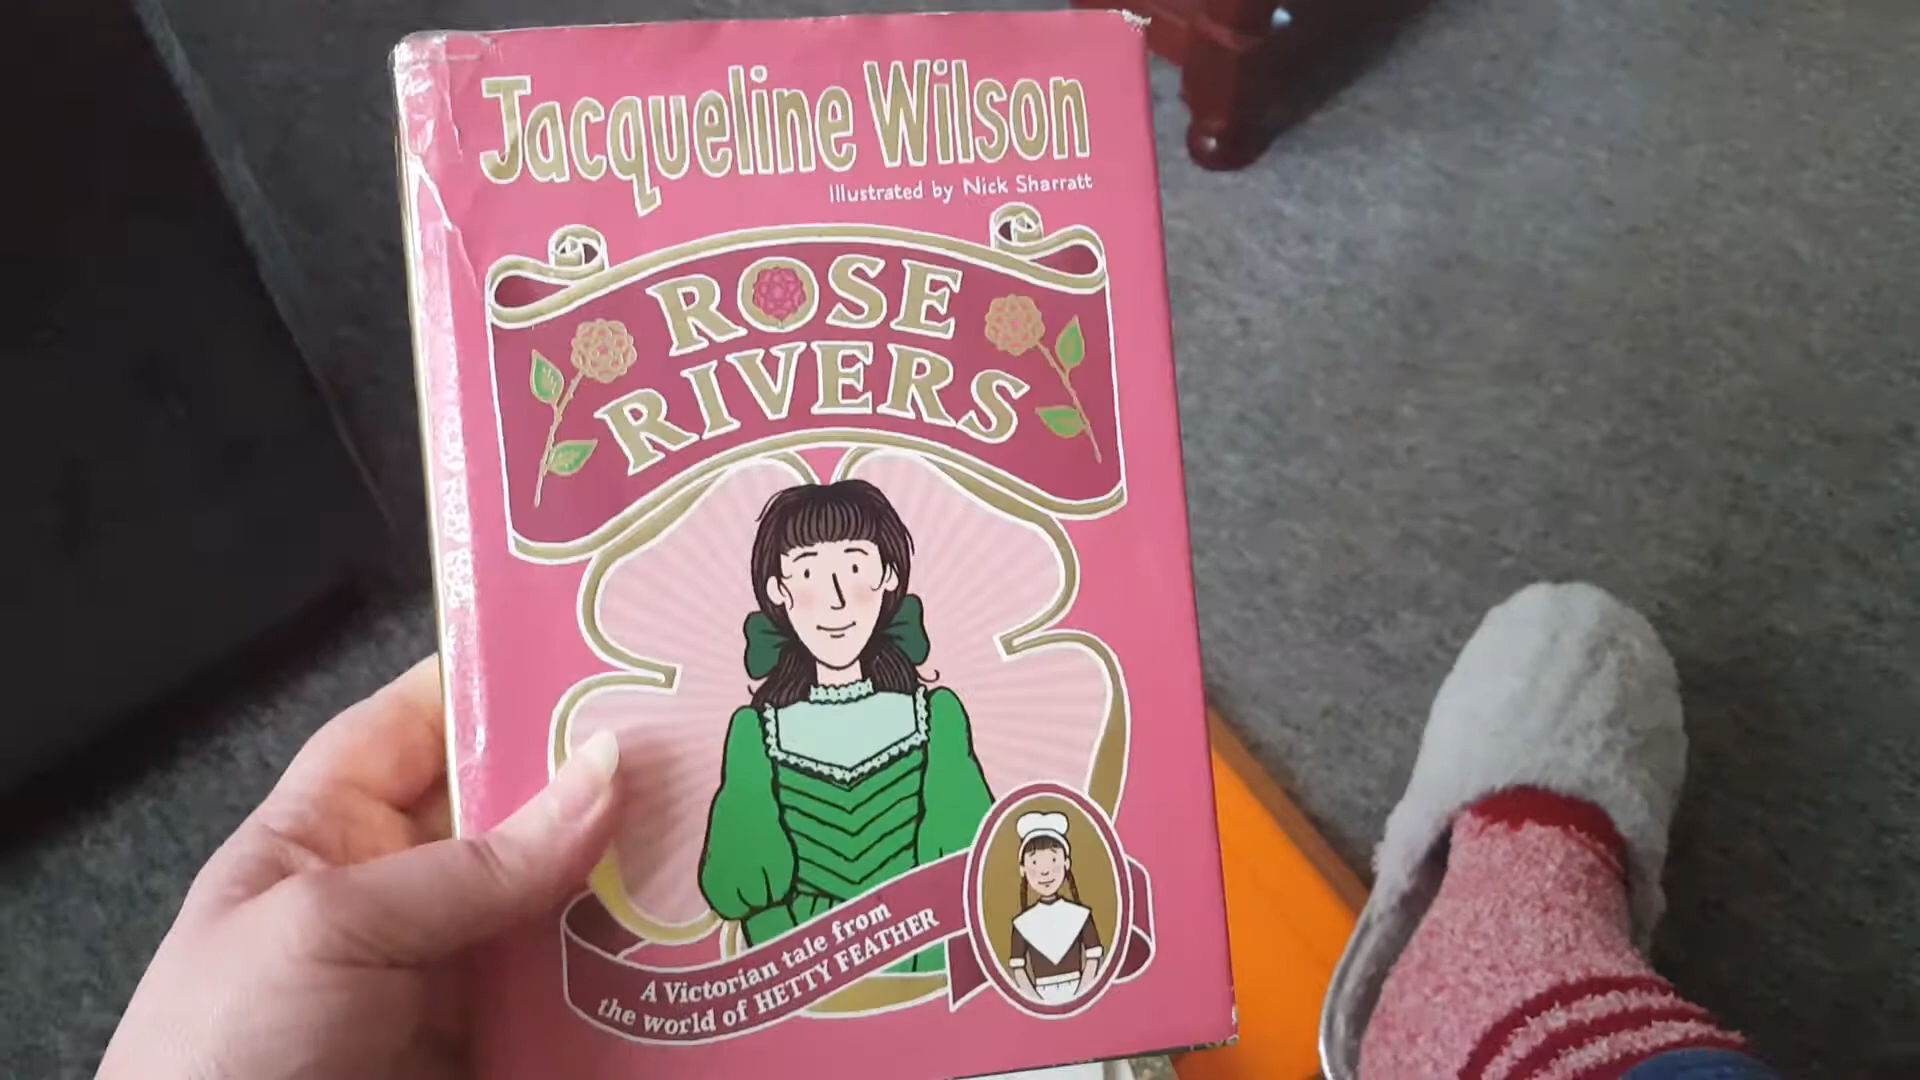 Jacqueline Wilson
Illustrated by Nick Sharratt
ROSE
RIVERS
A Victorian tale from
the world of HETTY FEATHER